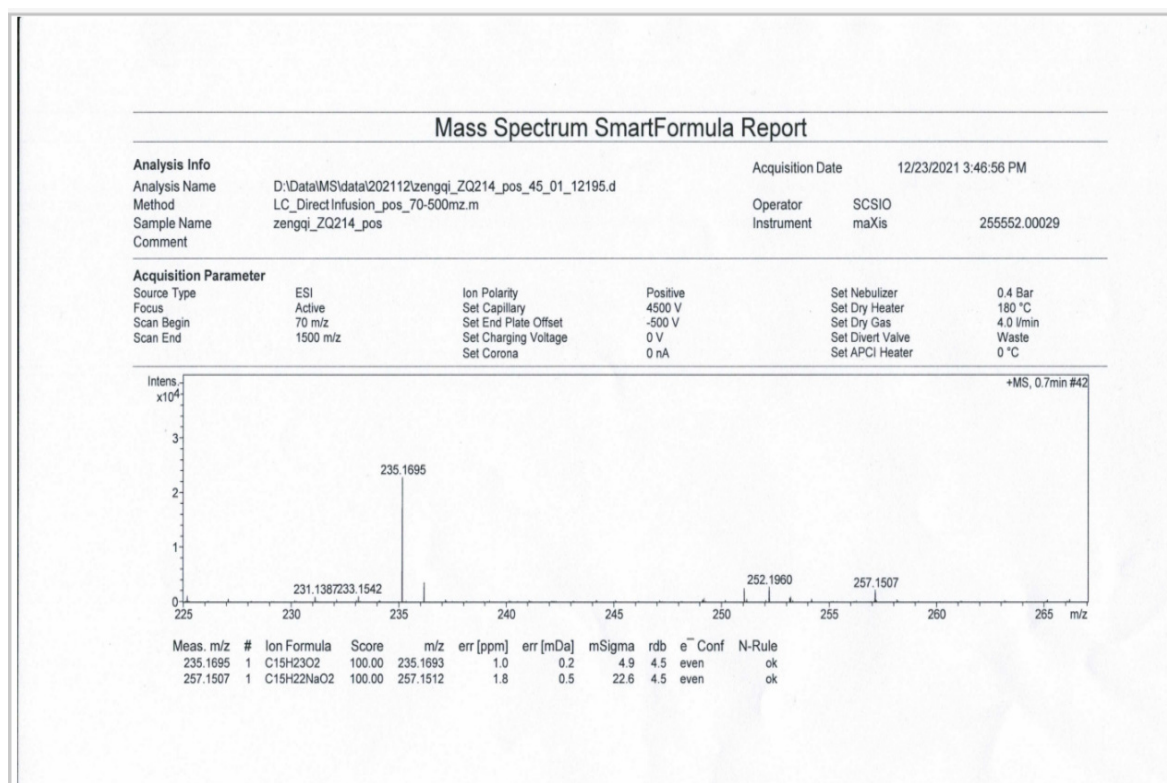 Mass Spectrum SmartFormula Report
Analysis Info
Acquisition Date 12/23/2021 3:46:56 PM
Analysis Name D:\Data\MS\data\202112\zengqi_ZQ214_pos_45_01_12195.d
Method LC_Direct Infusion_pos_70-500mz.m
Operator SCSIO
Sample Name zengqi_ZQ214_pos
Instrument maXis 255552.00029
Comment
Acquisition Parameter
Source Type ESI Ion Polarity Positive Set Nebulizer 0.4 Bar
Focus Active Set Capillary 4500 V Set Dry Heater 180 °C
Scan Begin 70 m/z Set End Plate Offset -500 V Set Dry Gas 4.0 l/min
Scan End 1500 m/z Set Charging Voltage 0 V Set Divert Valve Waste
Set Corona 0 nA Set APCI Heater 0 °C
Intens.
x10⁴
+MS, 0.7min #42
3
235.1695
2
1
231.1387 233.1542 252.1960 257.1507
0
225 230 235 240 245 250 255 260 265 m/z
Meas. m/z # Ion Formula Score m/z err [ppm] err [mDa] mSigma rdb e⁻ Conf N-Rule
235.1695 1 C15H23O2 100.00 235.1693 1.0 0.2 4.9 4.5 even ok
257.1507 1 C15H22NaO2 100.00 257.1512 1.8 0.5 22.6 4.5 even ok